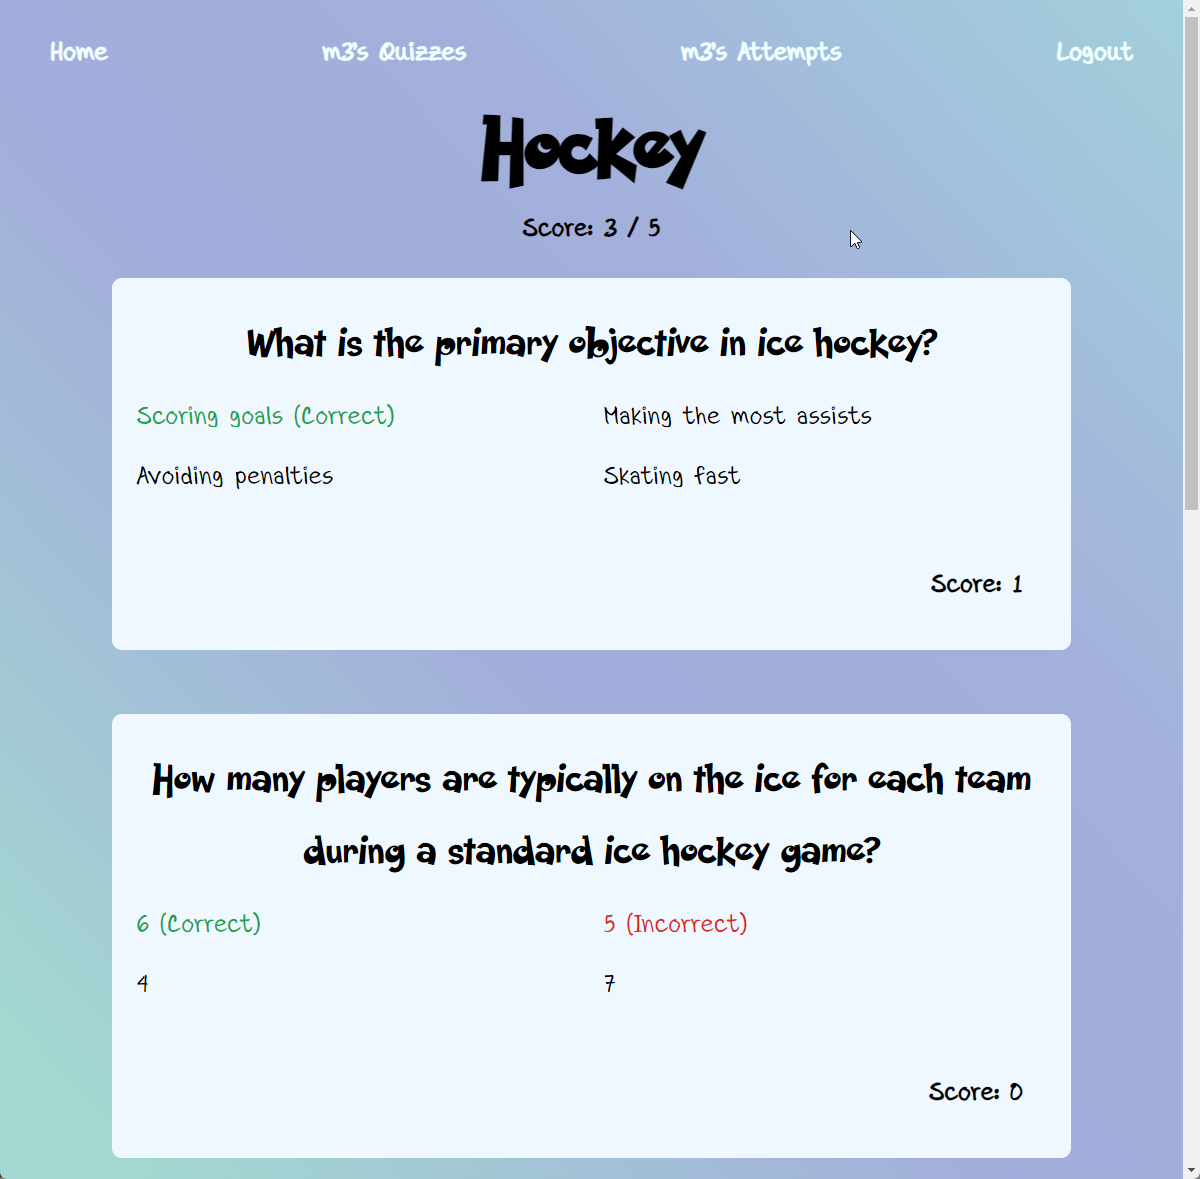 Home m3's Quizzes m3's Attempts Logout
Hockey
Score: 3 / 5
What is the primary objective in ice hockey?
Scoring goals (Correct) Making the most assists
Avoiding penalties Skating fast
Score: 1
How many players are typically on the ice for each team
during a standard ice hockey game?
6 (Correct) 5 (Incorrect)
4 7
Score: 0